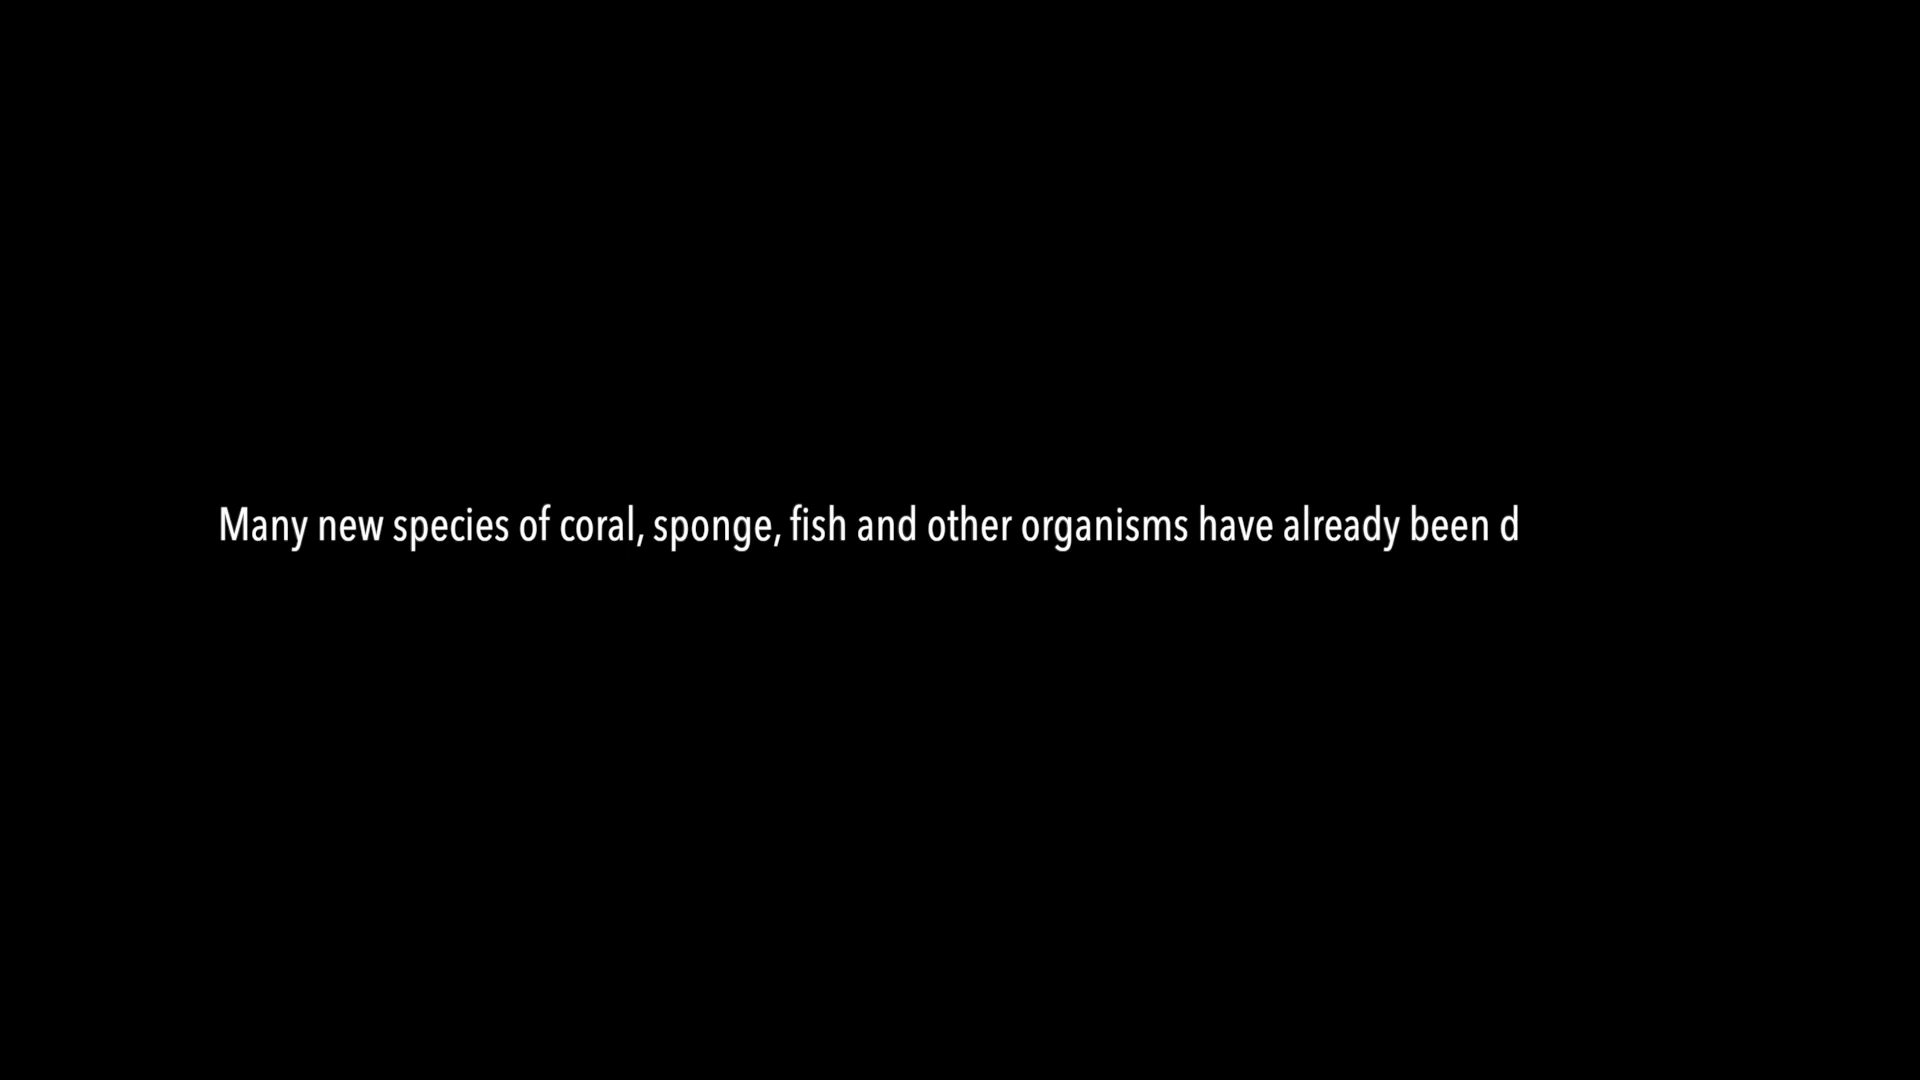 Many new species of coral, sponge, fish and other organisms have already been d